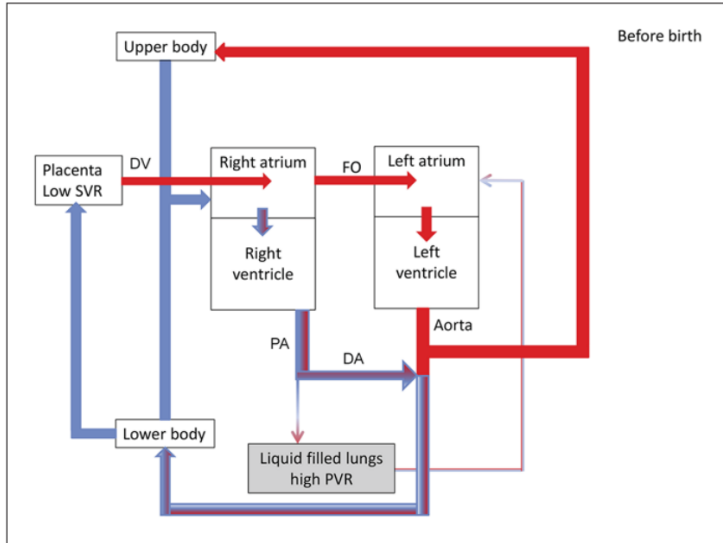 Upper body
Before birth
Placenta
Low SVR
DV
Right atrium
FO
Left atrium
Right
ventricle
Left
ventricle
PA
DA
Aorta
Lower body
Liquid filled lungs
high PVR